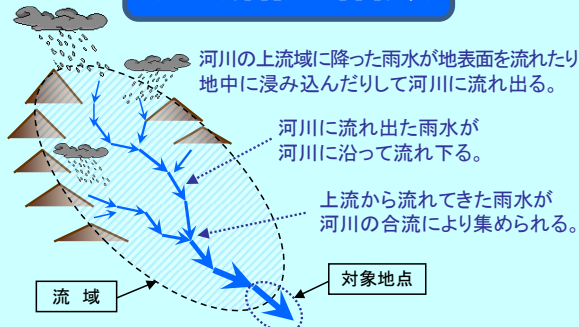 河川の上流域に降った雨水が地表面を流れたり
地中に浸み込んだりして河川に流れ出る。
河川に流れ出た雨水が
河川に沿って流れ下る。
上流から流れてきた雨水が
河川の合流により集められる。
対象地点
流 域